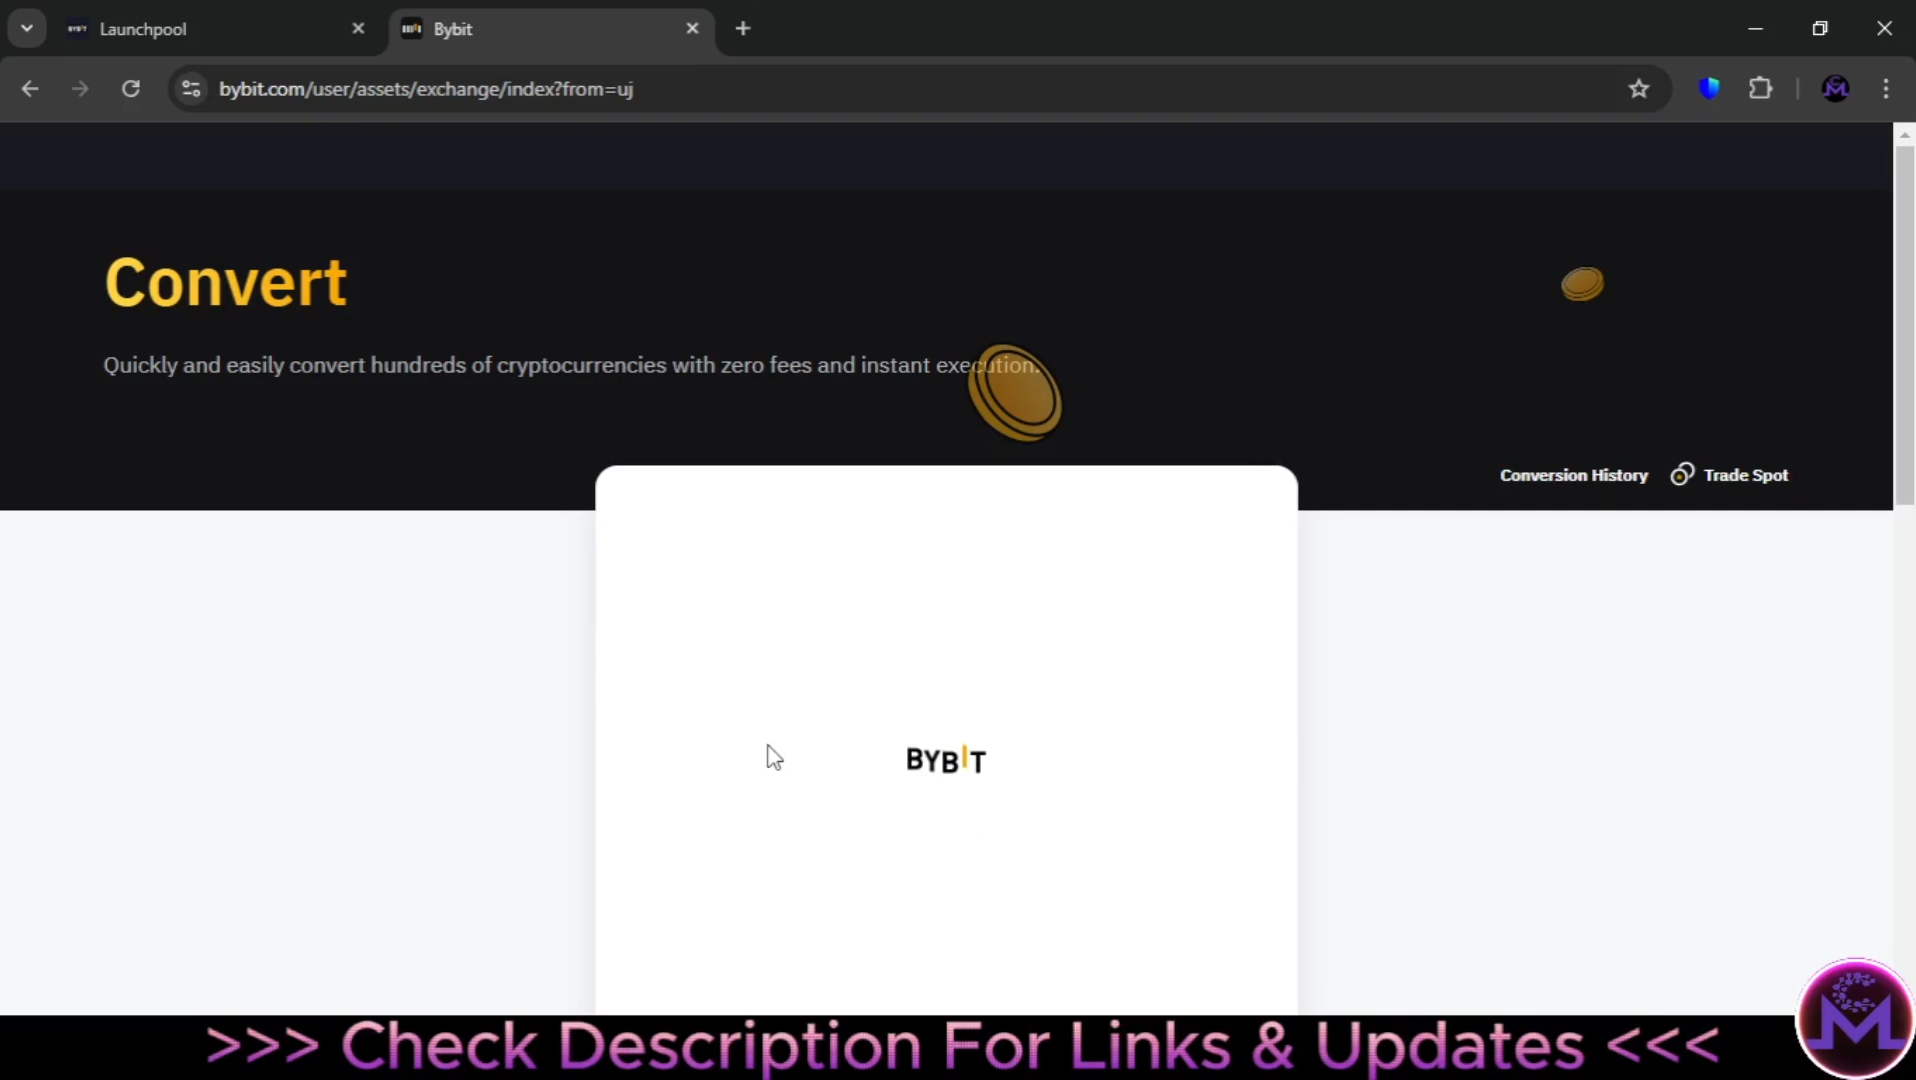 Launchpool
Bybit
bybit.com/user/assets/exchange/index?from=uj
Convert
Quickly and easily convert hundreds of cryptocurrencies with zero fees and instant execution.
Conversion History
Trade Spot
BYBIT
>>> Check Description For Links & Updates <<<